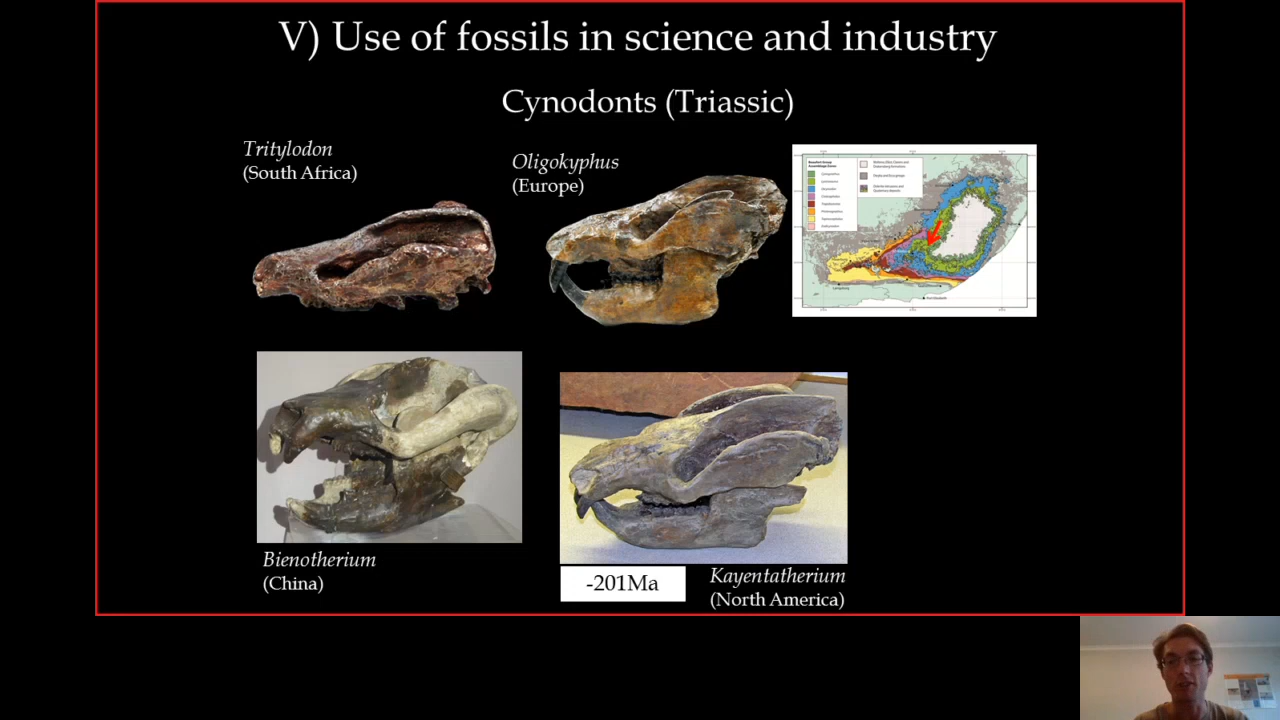 V) Use of fossils in science and industry
Cynodonts (Triassic)
Tritylodon
(South Africa)
Oligokyphus
(Europe)
Bienotherium
(China)
-201Ma
Kayentatherium
(North America)